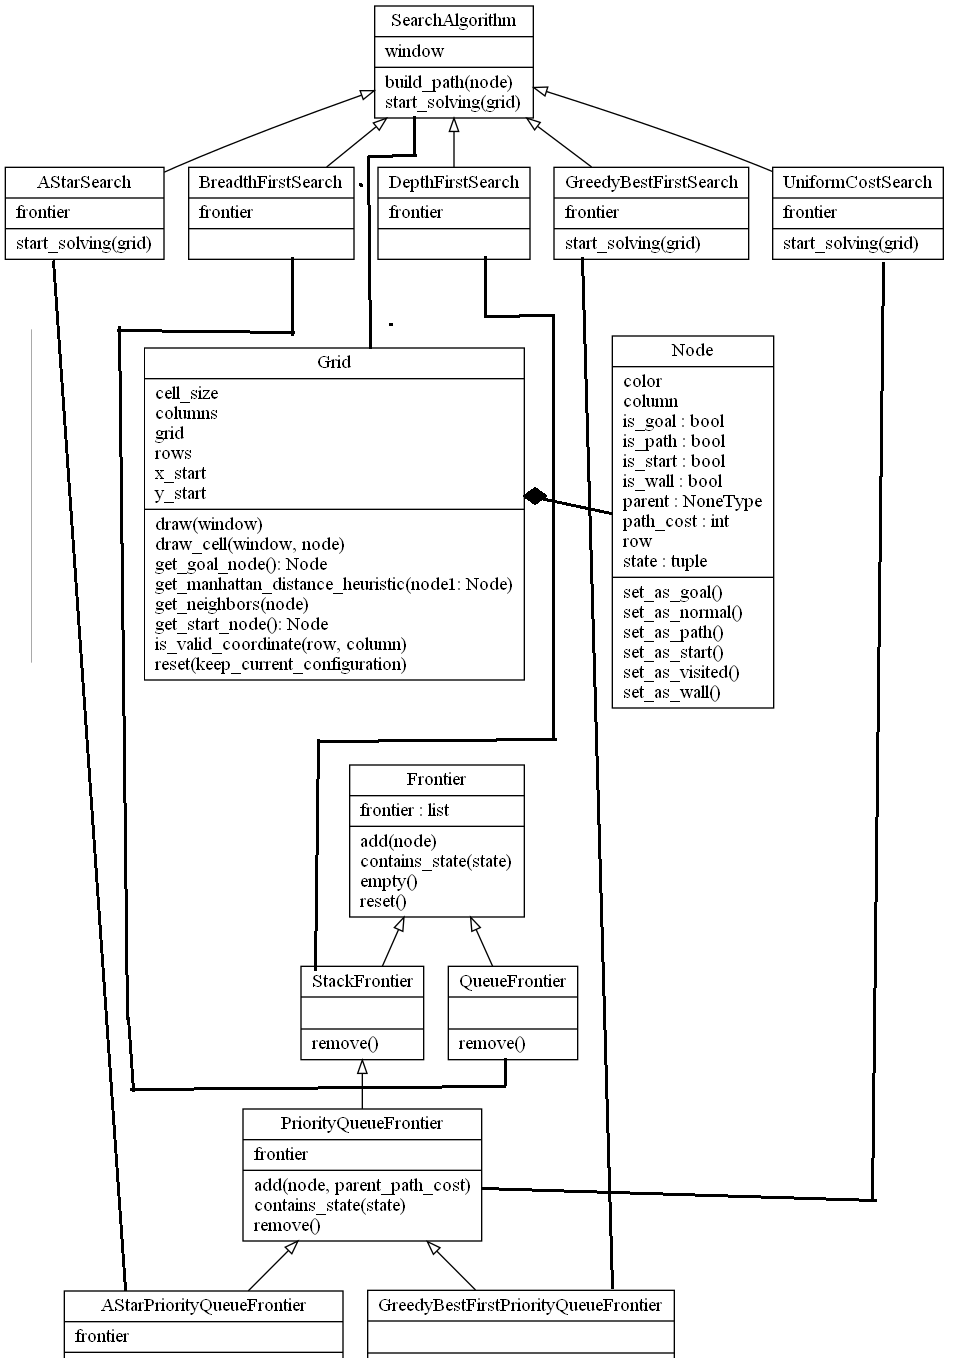 SearchAlgorithm
window
build_path(node)
start_solving(grid)
AStarSearch
frontier
start_solving(grid)
BreadthFirstSearch
frontier
DepthFirstSearch
frontier
GreedyBestFirstSearch
frontier
start_solving(grid)
UniformCostSearch
frontier
start_solving(grid)
Grid
cell_size
columns
grid
rows
x_start
y_start
draw(window)
draw_cell(window, node)
get_goal_node(): Node
get_manhattan_distance_heuristic(node1: Node)
get_neighbors(node)
get_start_node(): Node
is_valid_coordinate(row, column)
reset(keep_current_configuration)
Node
color
column
is_goal : bool
is_path : bool
is_start : bool
is_wall : bool
parent : NoneType
path_cost : int
row
state : tuple
set_as_goal()
set_as_normal()
set_as_path()
set_as_start()
set_as_visited()
set_as_wall()
Frontier
frontier : list
add(node)
contains_state(state)
empty()
reset()
StackFrontier
remove()
QueueFrontier
remove()
PriorityQueueFrontier
frontier
add(node, parent_path_cost)
contains_state(state)
remove()
AStarPriorityQueueFrontier
frontier
GreedyBestFirstPriorityQueueFrontier